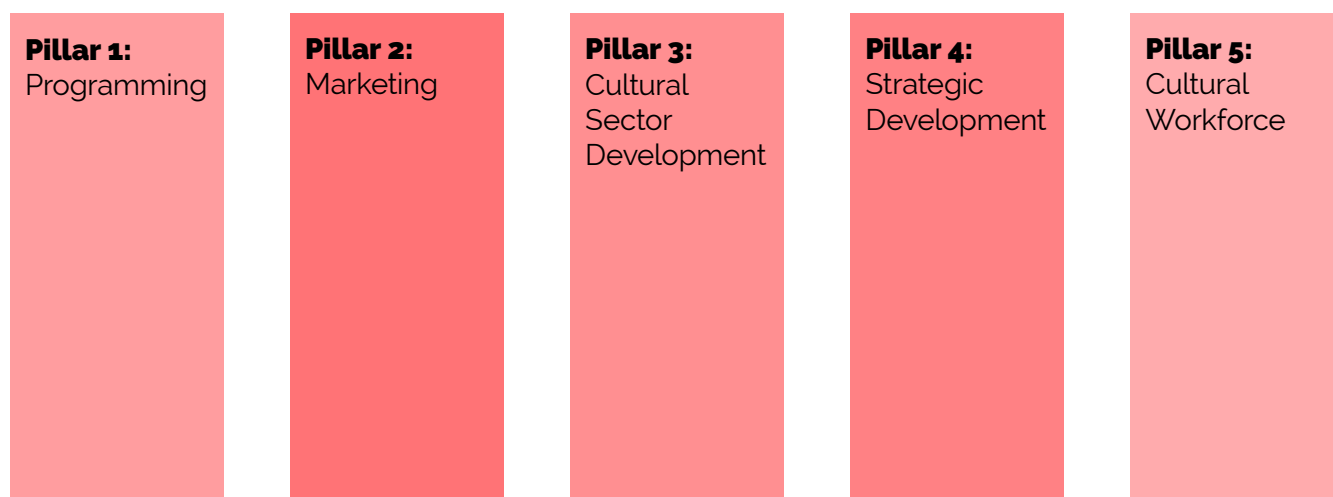 Pillar 1:
Programming
Pillar 2:
Marketing
Pillar 3:
Cultural
Sector
Development
Pillar 4:
Strategic
Development
Pillar 5:
Cultural
Workforce